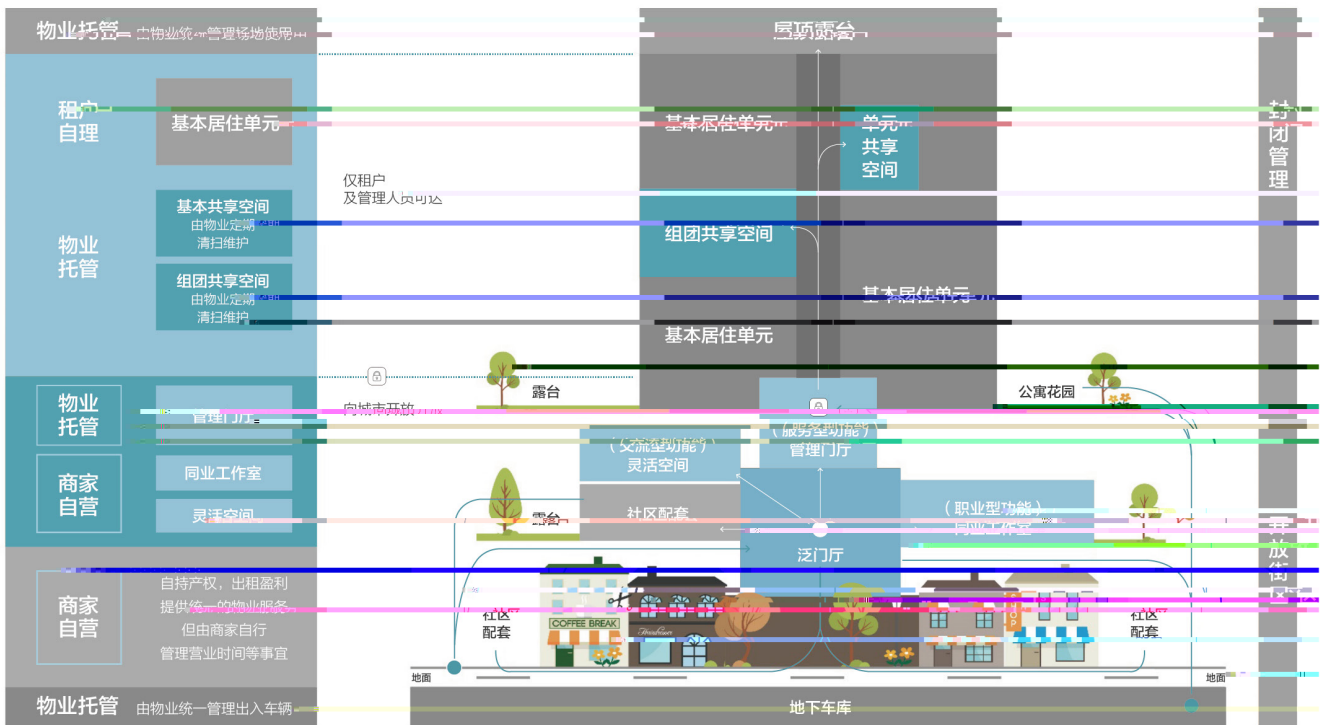 物业托管 由物业统一管理场地使用
屋顶露台
租户
自理
基本居住单元
基本居住单元
单元
共享
空间
封闭管理
仅租户
及管理人员可达
物业
托管
基本共享空间
由物业定期
清扫维护
组团共享空间
组团共享空间
由物业定期
清扫维护
基本居住单元
基本居住单元
物业
托管
管理门厅
向城市开放
露台
公寓花园
（服务型功能）
管理门厅
（交流型功能）
灵活空间
商家
自营
同业工作室
灵活空间
露台
社区配套
（职业型功能）
同业工作室
泛门厅
开放街区
商家
自营
自持产权，出租盈利
提供统一的物业服务
但由商家自行
管理营业时间等事宜
社区
配套
COFFEE BREAK
SHOP
社区
配套
地面
地面
物业托管 由物业统一管理出入车辆
地下车库